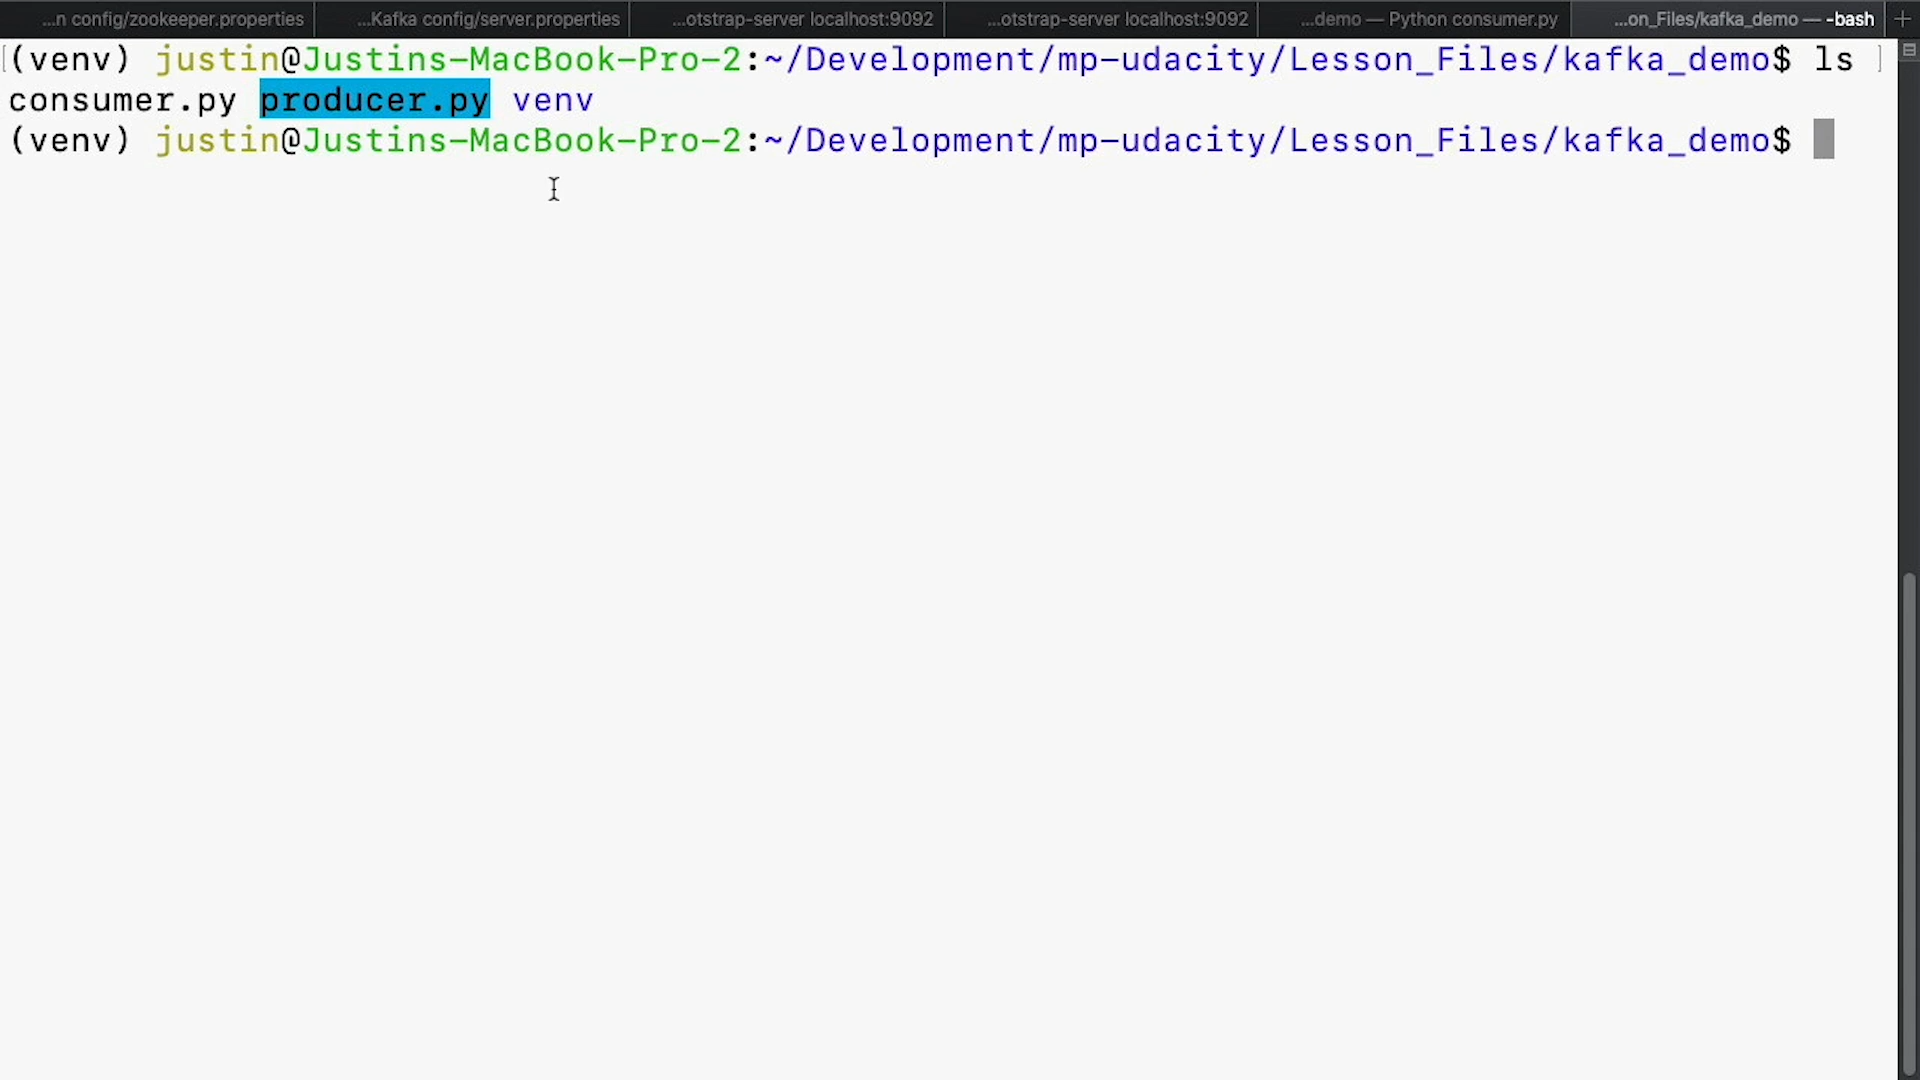 ...n config/zookeeper.properties
...Kafka config/server.properties
...otstrap-server localhost:9092
...otstrap-server localhost:9092
...demo — Python consumer.py
...on_Files/kafka_demo — -bash
(venv) justin@Justins-MacBook-Pro-2:~/Development/mp-udacity/Lesson_Files/kafka_demo$ ls
consumer.py producer.py venv
(venv) justin@Justins-MacBook-Pro-2:~/Development/mp-udacity/Lesson_Files/kafka_demo$